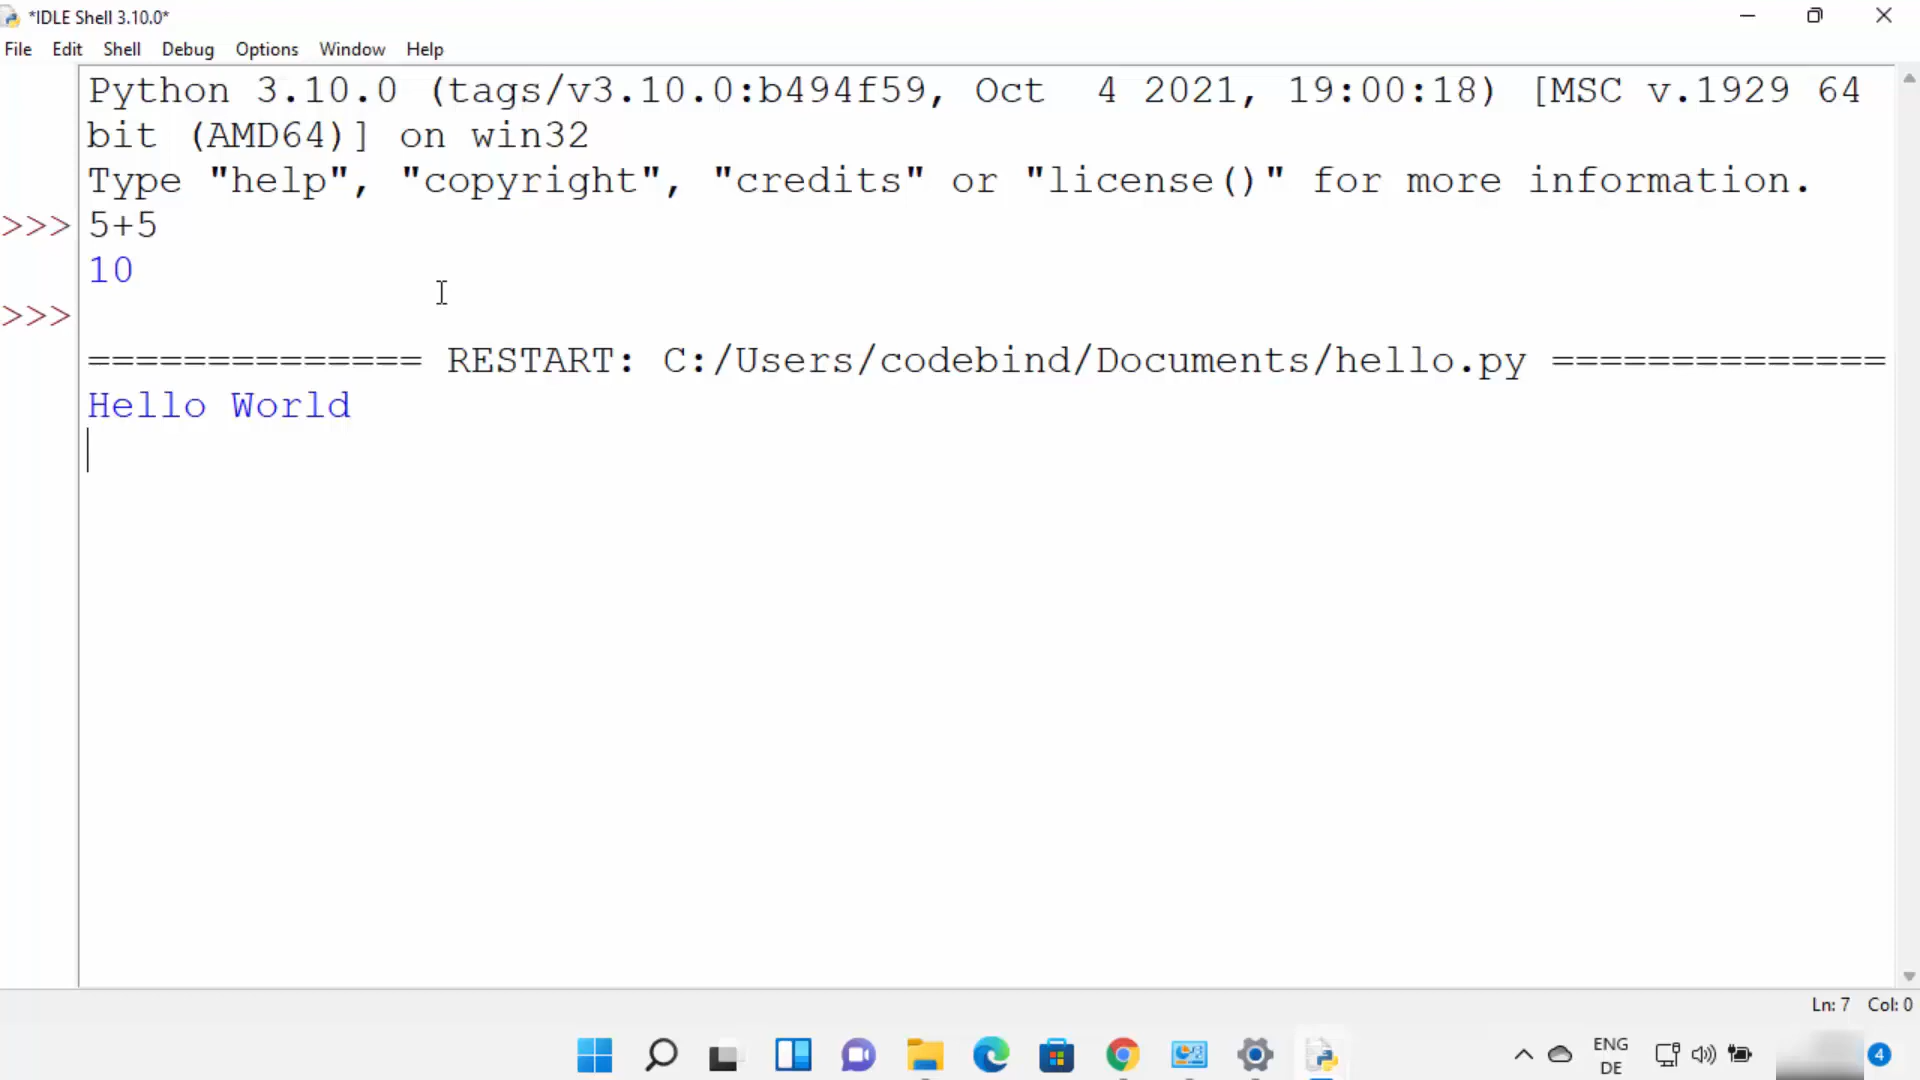 *IDLE Shell 3.10.0*
File Edit Shell Debug Options Window Help
Python 3.10.0 (tags/v3.10.0:b494f59, Oct  4 2021, 19:00:18) [MSC v.1929 64
bit (AMD64)] on win32
Type "help", "copyright", "credits" or "license()" for more information.
>>> 5+5
10
>>>
============== RESTART: C:/Users/codebind/Documents/hello.py ==============
Hello World
Ln: 7 Col: 0
ENG
DE
4